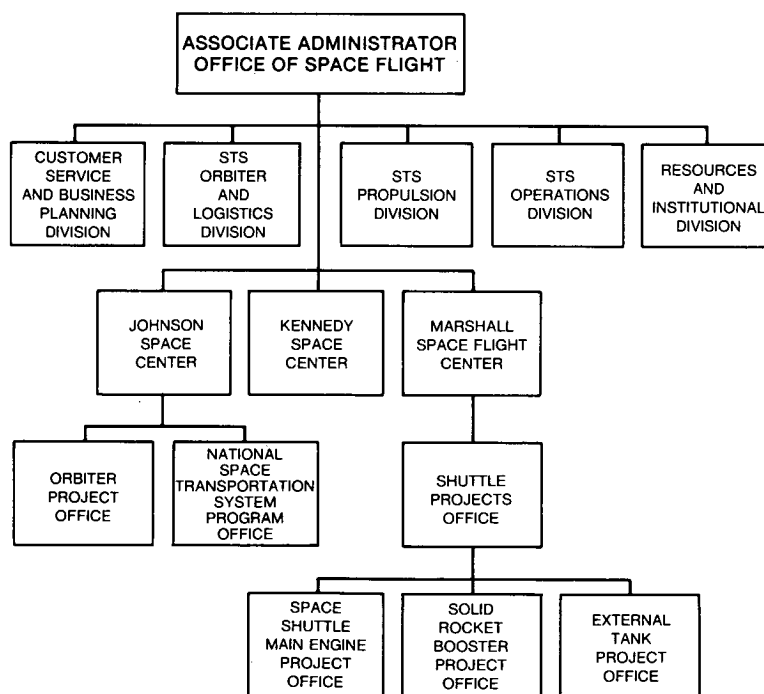 ASSOCIATE ADMINISTRATOR
OFFICE OF SPACE FLIGHT
CUSTOMER
SERVICE
AND BUSINESS
PLANNING
DIVISION
STS
ORBITER
AND
LOGISTICS
DIVISION
STS
PROPULSION
DIVISION
STS
OPERATIONS
DIVISION
RESOURCES
AND
INSTITUTIONAL
DIVISION
JOHNSON
SPACE
CENTER
KENNEDY
SPACE
CENTER
MARSHALL
SPACE FLIGHT
CENTER
ORBITER
PROJECT
OFFICE
NATIONAL
SPACE
TRANSPORTATION
SYSTEM
PROGRAM
OFFICE
SHUTTLE
PROJECTS
OFFICE
SPACE
SHUTTLE
MAIN ENGINE
PROJECT
OFFICE
SOLID
ROCKET
BOOSTER
PROJECT
OFFICE
EXTERNAL
TANK
PROJECT
OFFICE